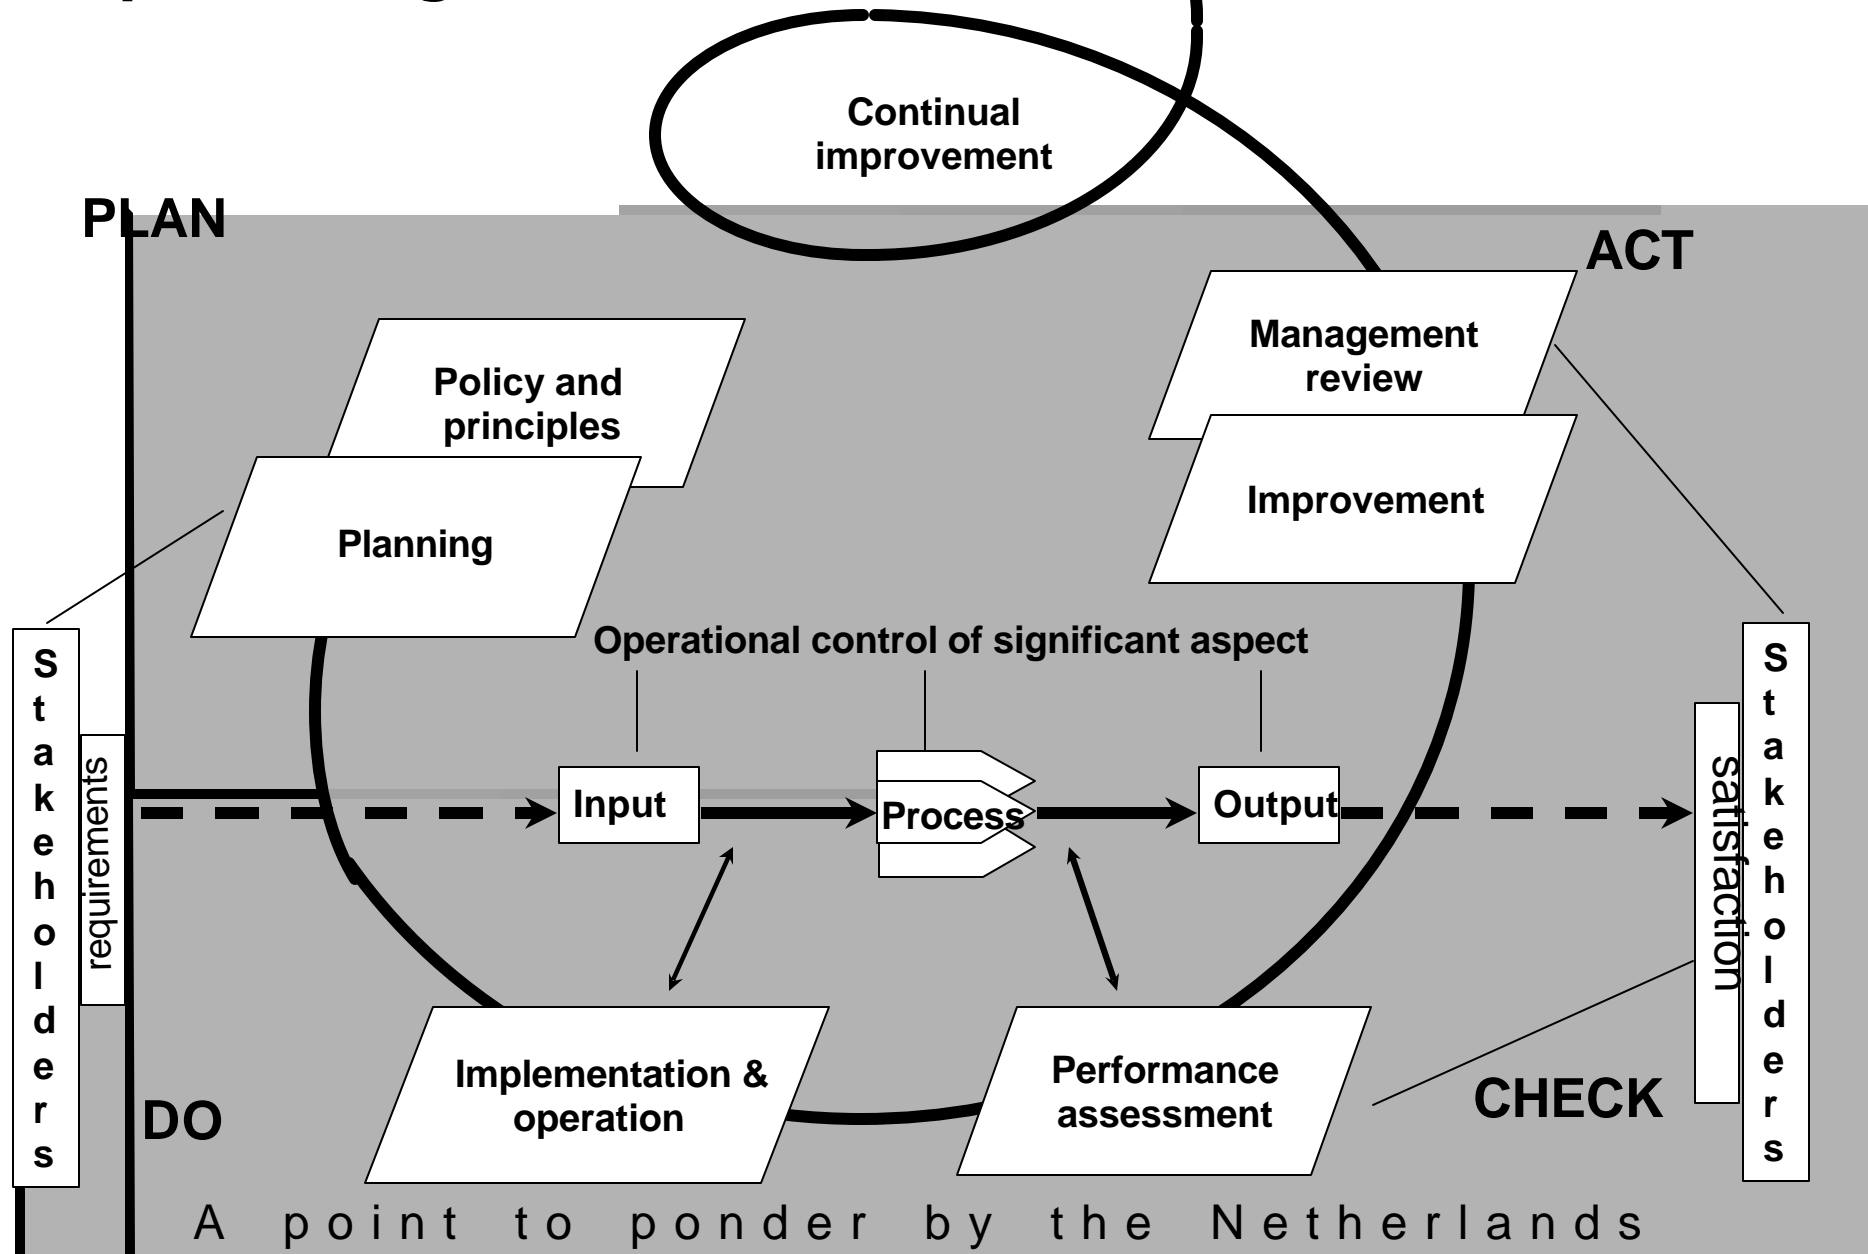 Continual
improvement
PLAN
ACT
Management
review
Policy and
principles
Improvement
Planning
Operational control of significant aspect
Stakeholders
requirements
Input
Process
Output
satisfaction
Stakeholders
Implementation &
operation
Performance
assessment
CHECK
DO
A point to ponder by the Netherlands